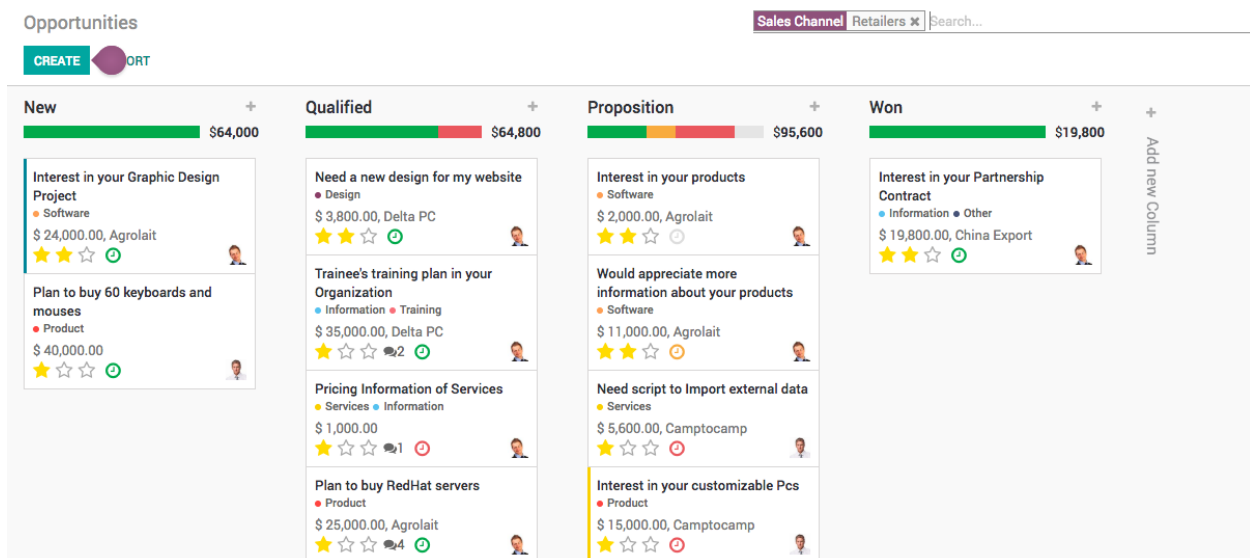 Opportunities
Sales Channel Retailers ✖ Search...
CREATE ORT
New +
$64,000
Interest in your Graphic Design
Project
Software
$ 24,000.00, Agrolait
Plan to buy 60 keyboards and
mouses
Product
$ 40,000.00
Qualified +
$64,800
Need a new design for my website
Design
$ 3,800.00, Delta PC
Trainee's training plan in your
Organization
Information Training
$ 35,000.00, Delta PC
2
Pricing Information of Services
Services Information
$ 1,000.00
1
Plan to buy RedHat servers
Product
$ 25,000.00, Agrolait
4
Proposition +
$95,600
Interest in your products
Software
$ 2,000.00, Agrolait
Would appreciate more
information about your products
Software
$ 11,000.00, Agrolait
Need script to Import external data
Services
$ 5,600.00, Camptocamp
Interest in your customizable Pcs
Product
$ 15,000.00, Camptocamp
Won +
$19,800
Interest in your Partnership
Contract
Information Other
$ 19,800.00, China Export
+
Add new Column